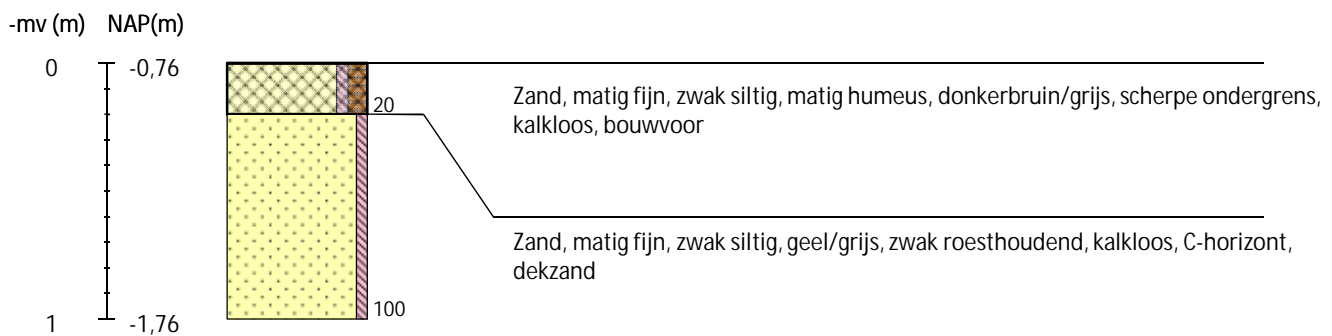 -mv (m) NAP(m)
0 -0,76
20
Zand, matig fijn, zwak siltig, matig humeus, donkerbruin/grijs, scherpe ondergrens,
kalkloos, bouwvoor
Zand, matig fijn, zwak siltig, geel/grijs, zwak roesthoudend, kalkloos, C-horizont,
dekzand
100
1 -1,76